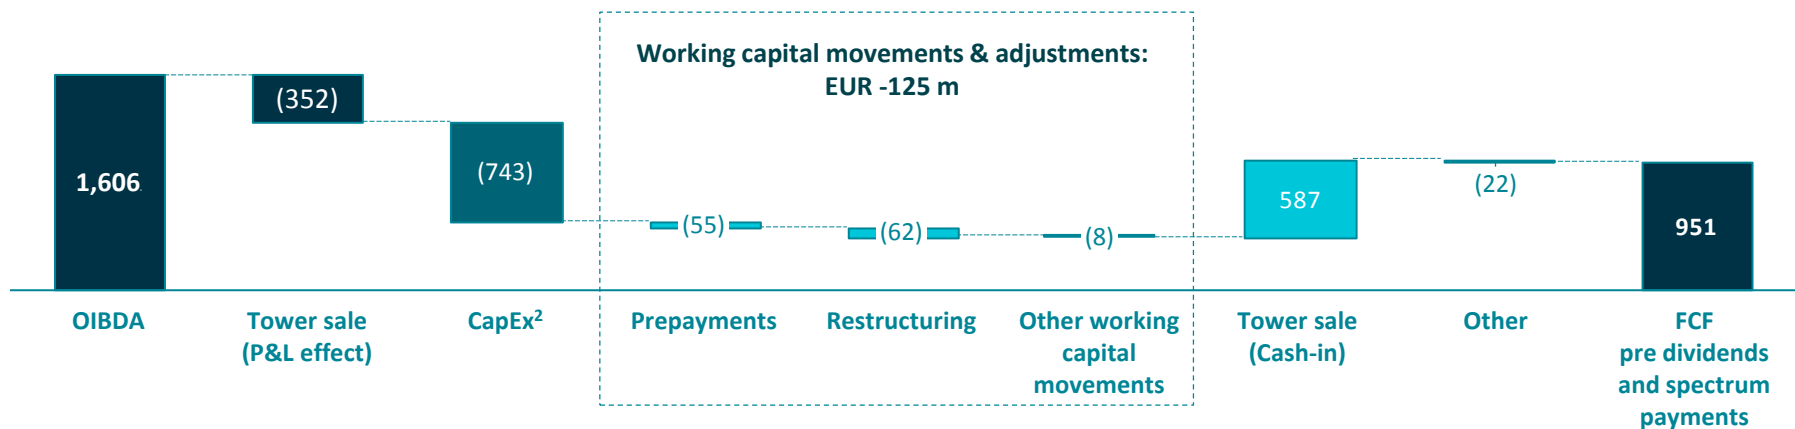 Working capital movements & adjustments:
EUR -125 m
1,606
(352)
(743)
(55)
(62)
(8)
587
(22)
951
OIBDA
Tower sale
(P&L effect)
CapEx²
Prepayments
Restructuring
Other working
capital
movements
Tower sale
(Cash-in)
Other
FCF
pre dividends
and spectrum
payments